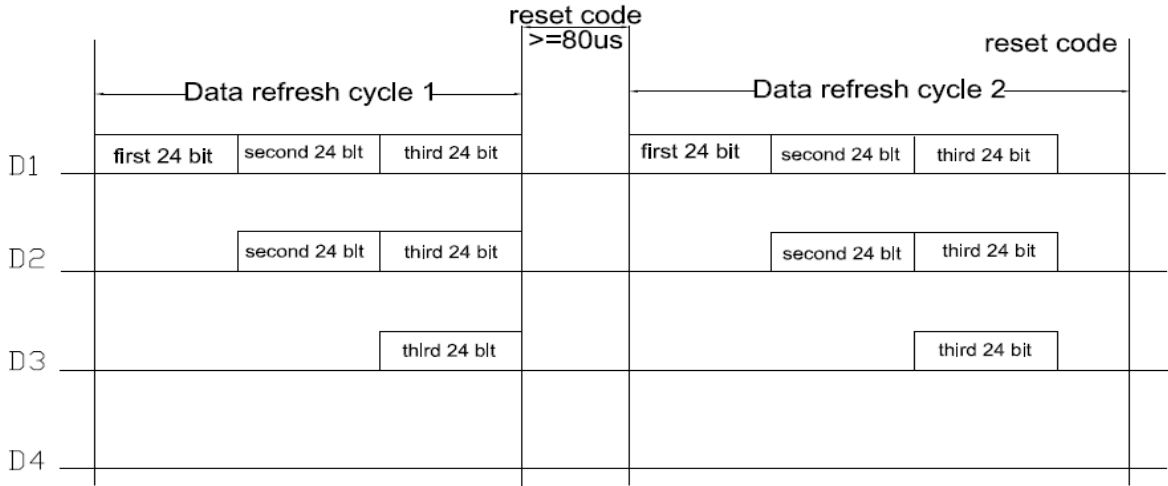 reset code
>=80us
reset code
Data refresh cycle 1
Data refresh cycle 2
D1 first 24 bit second 24 blt third 24 bit first 24 bit second 24 blt third 24 bit
D2 second 24 blt third 24 bit second 24 blt third 24 bit
D3 third 24 blt third 24 bit
D4